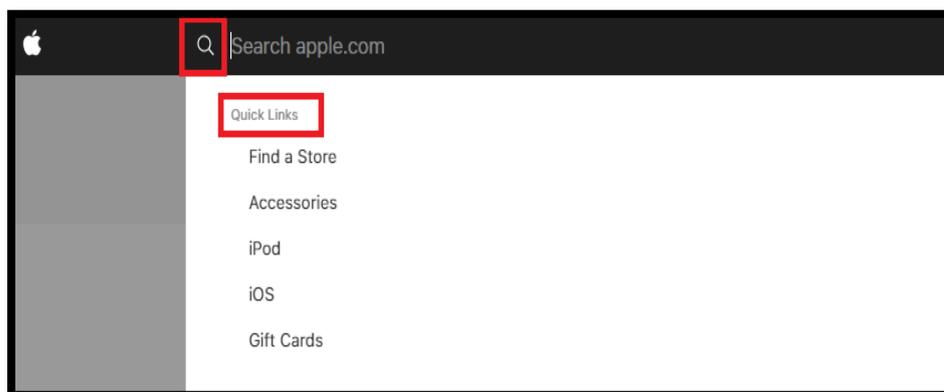 Search apple.com
Quick Links
Find a Store
Accessories
iPod
iOS
Gift Cards